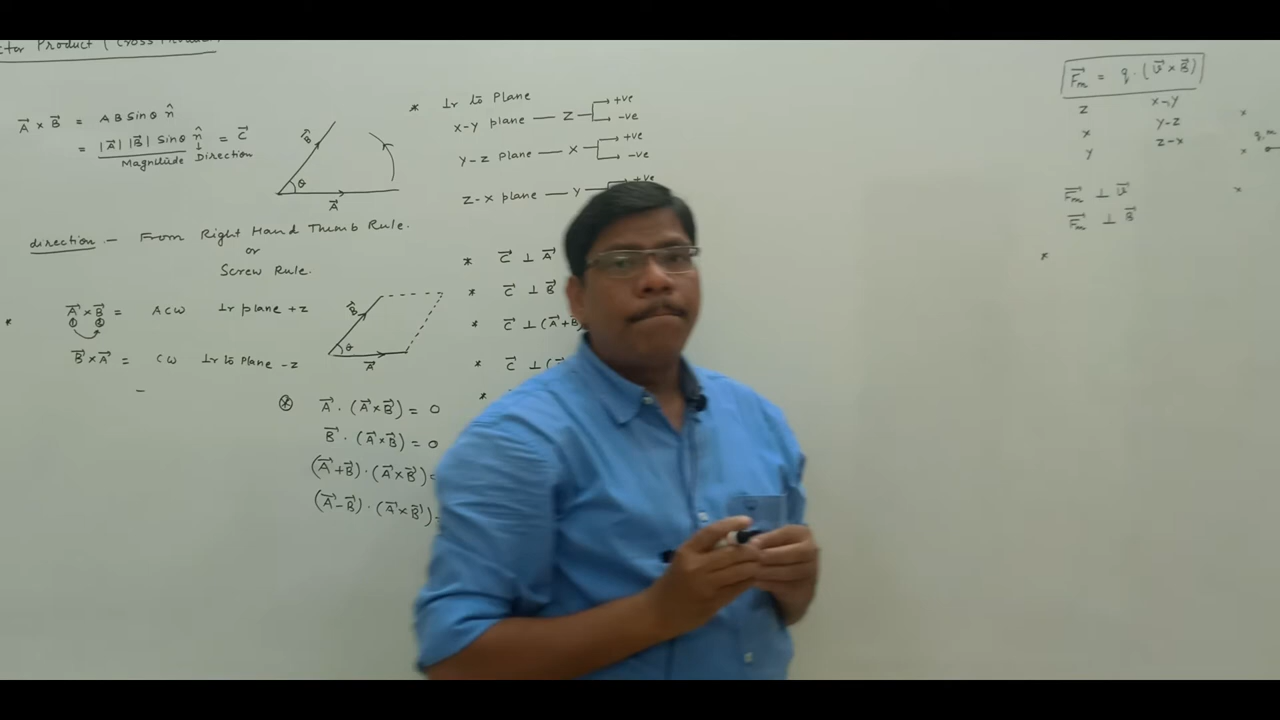 Product (Cross
A⃗ × B⃗ = AB Sinθ n̂
= |A⃗| |B⃗| Sinθ n̂ = C⃗
Magnitude Direction
B⃗
θ
A⃗
direction :- From Right Hand Thumb Rule.
or
Screw Rule.
* A⃗ × B⃗ = ACW ⊥r plane +z
① ②
B⃗ × A⃗ = CW ⊥r to Plane -z
-
B⃗
θ
A⃗
⊛ A⃗ · (A⃗ × B⃗) = 0
B⃗ · (A⃗ × B⃗) = 0
(A⃗ + B⃗) · (A⃗ × B⃗) =
(A⃗ - B⃗) · (A⃗ × B⃗)
* ⊥r to Plane
x-y plane — Z +ve
-ve
y-z plane — X +ve
-ve
z-x plane — Y +ve
* C⃗ ⊥ A⃗
* C⃗ ⊥ B⃗
* C⃗ ⊥ (A⃗ + B
* C⃗ ⊥ (
*
F⃗m = q · (v⃗ × B⃗)
z x-y
x y-z
y z-x
F⃗m ⊥ v⃗
F⃗m ⊥ B⃗
*
×
q, m
×
×